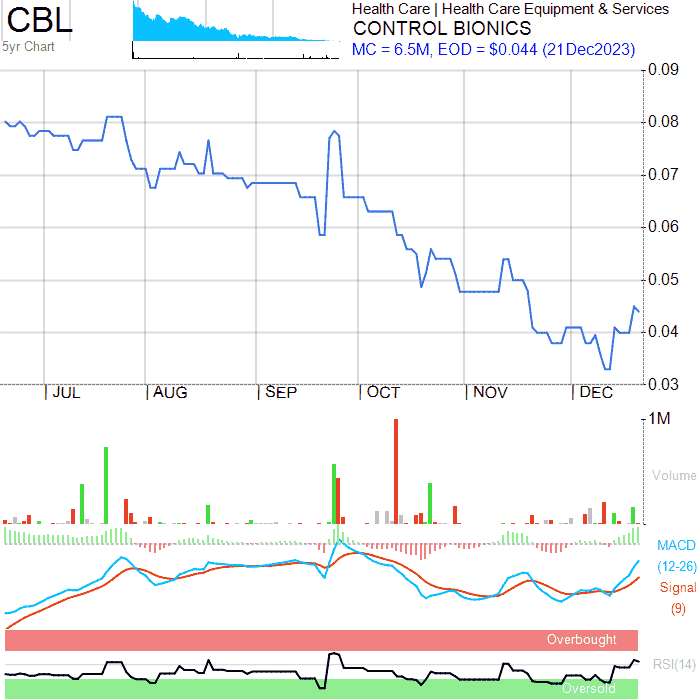 CBL
5yr Chart
Health Care | Health Care Equipment & Services
CONTROL BIONICS
MC = 6.5M, EOD = $0.044 (21Dec2023)
0.09
0.08
0.07
0.06
0.05
0.04
0.03
| JUL | AUG | SEP | OCT | NOV | DEC
1M
Volume
MACD
(12-26)
Signal
(9)
Overbought
RSI(14)
Oversold